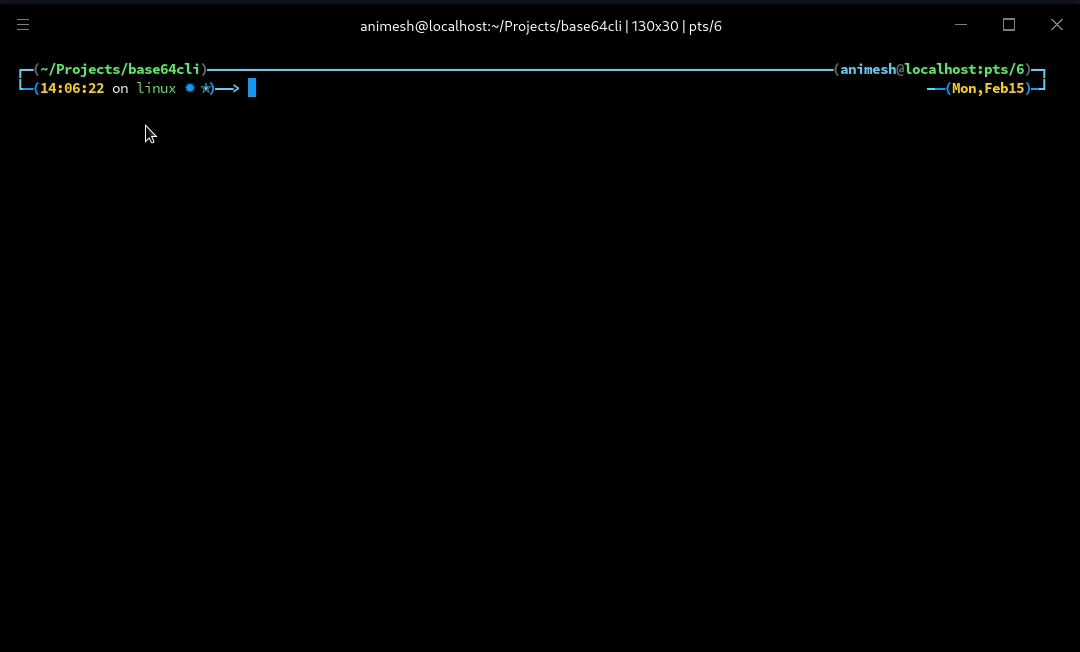 animesh@localhost:~/Projects/base64cli | 130x30 | pts/6
(~/Projects/base64cli) (animesh@localhost:pts/6)
(14:06:22 on linux ✹ ✭)──> (Mon,Feb15)